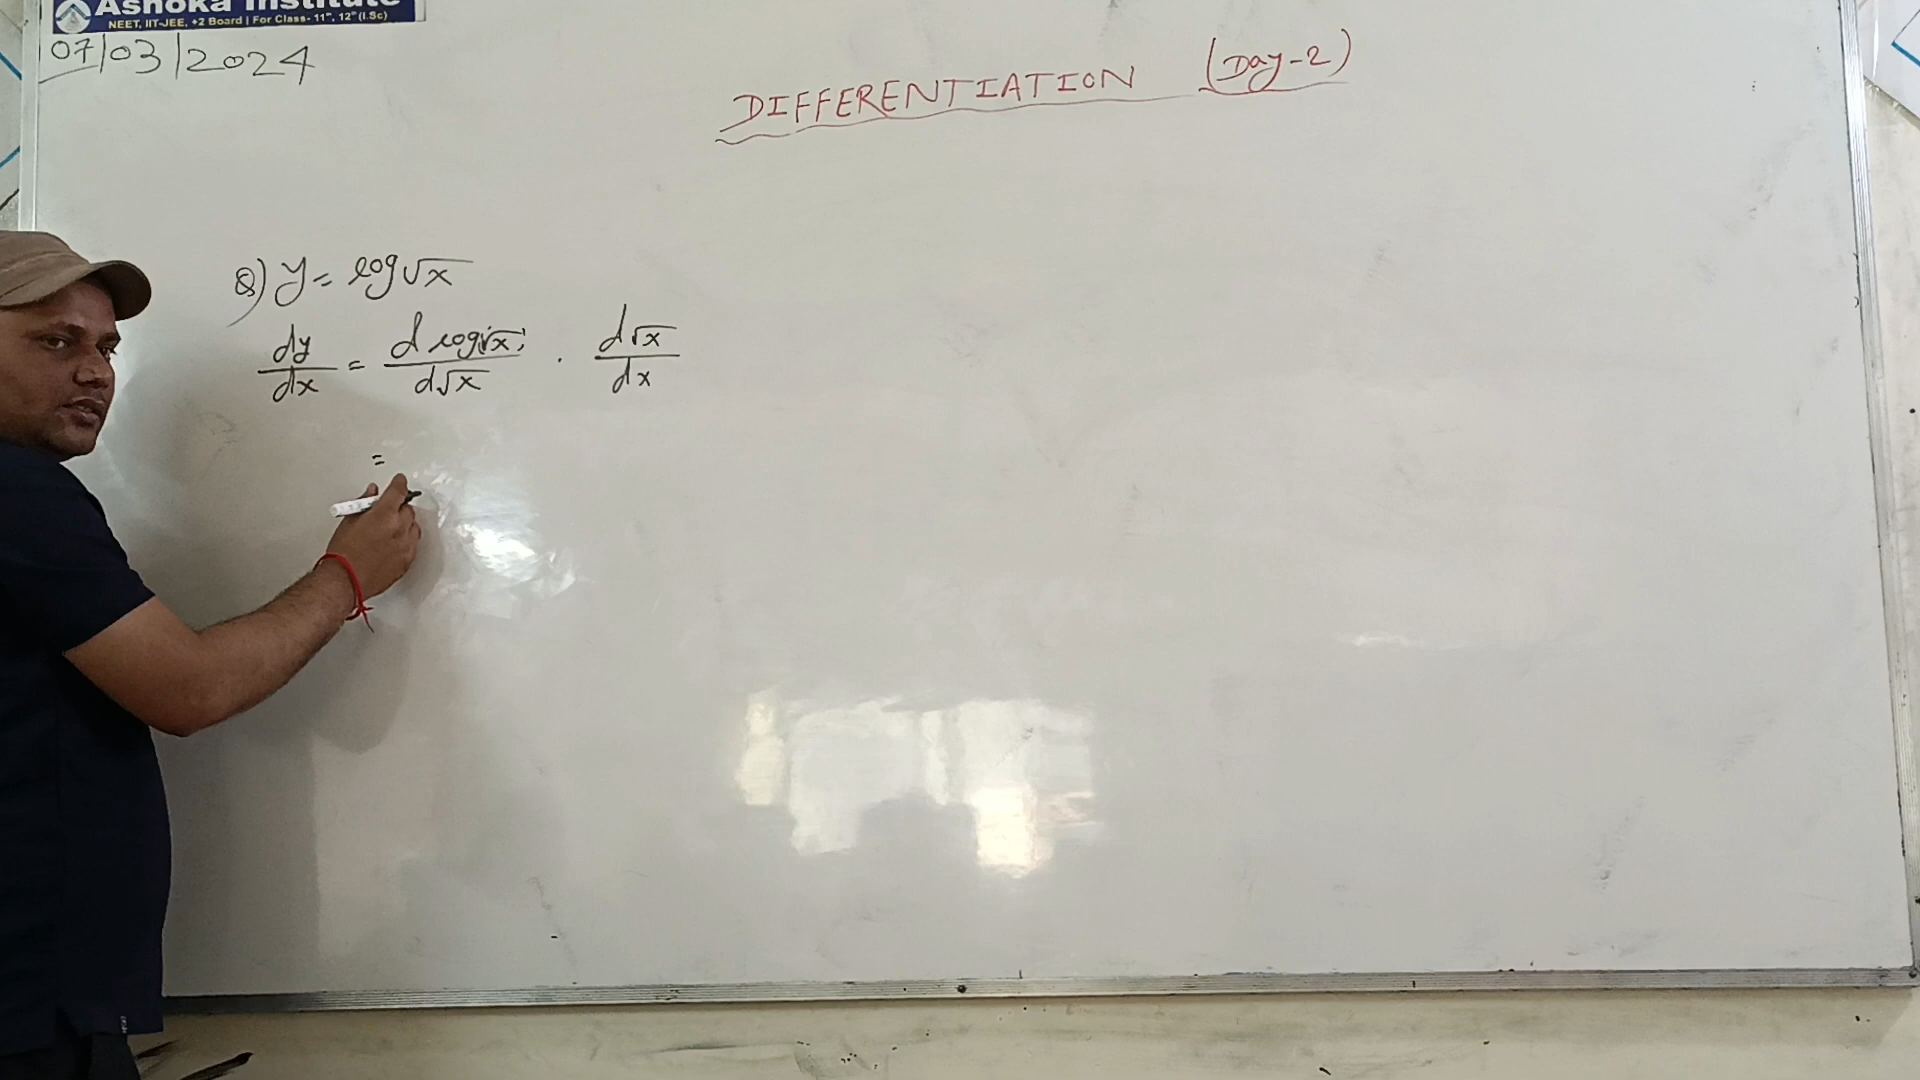 Ashoka Institute
NEET, IIT-JEE, +2 Board | For Class- 11th, 12th (I.Sc)
07/03/2024
DIFFERENTIATION (Day-2)
Q) y = log√x
dy/dx = d log(√x)/d√x · d√x/dx
=